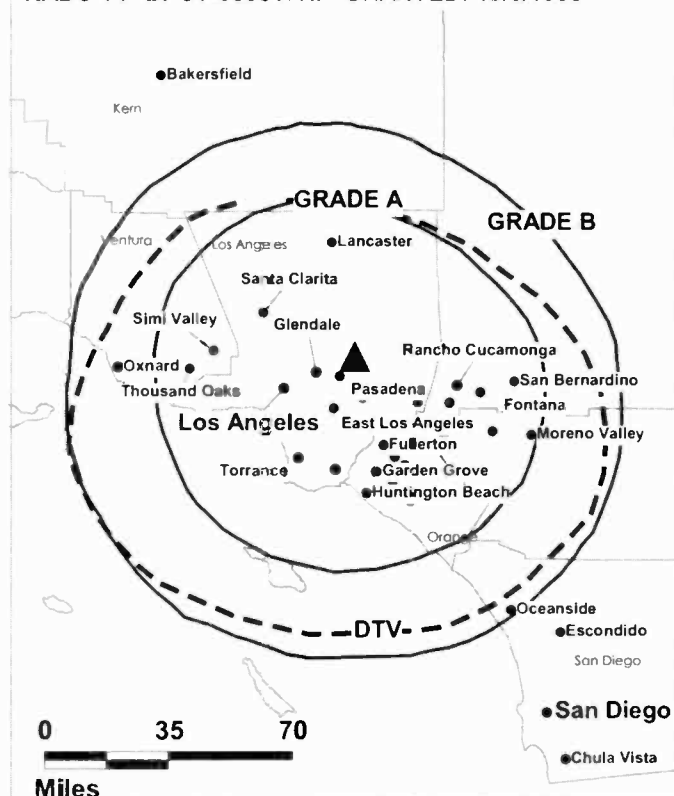 Bakersfield
Kern
GRADE A
GRADE B
Ventura
Los Angeles
Lancaster
Santa Clarita
Simi Valley
Glendale
Rancho Cucamonga
Oxnard
Pasadena
San Bernardino
Thousand Oaks
Fontana
Los Angeles
East Los Angeles
Moreno Valley
Fullerton
Torrance
Garden Grove
Huntington Beach
Orange
Oceanside
DTV
Escondido
San Diego
San Diego
0 35 70
Chula Vista
Miles